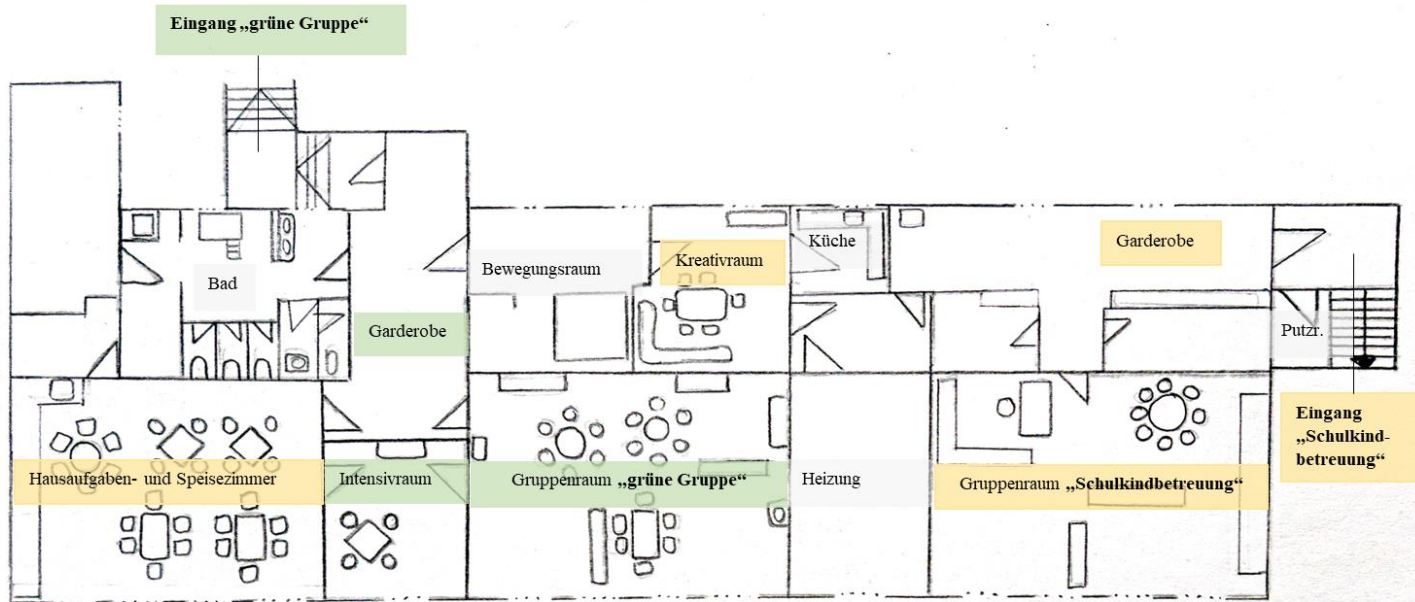 Eingang „grüne Gruppe“
Küche
Garderobe
Bewegungsraum
Kreativraum
Bad
Garderobe
Putzr.
Eingang
„Schulkind-
betreuung“
Hausaufgaben- und Speisezimmer
Intensivraum
Gruppenraum „grüne Gruppe“
Heizung
Gruppenraum „Schulkindbetreuung“